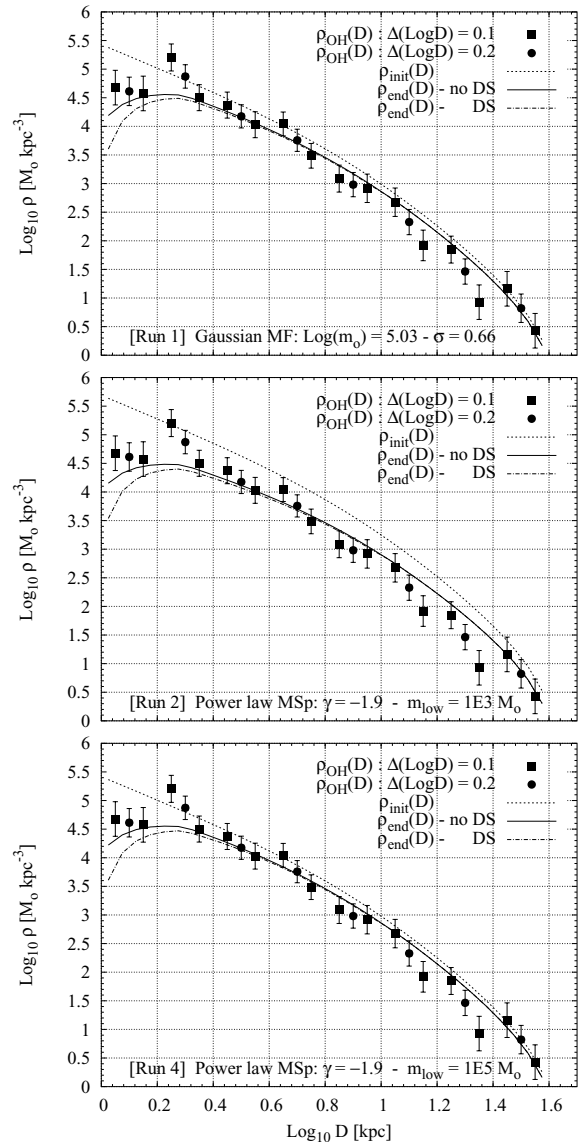 6
5.5
5
4.5
4
3.5
3
2.5
2
1.5
1
0.5
0
Log₁₀ ρ [Mₒ kpc⁻³]
ρOH(D) : Δ(LogD) = 0.1
ρOH(D) : Δ(LogD) = 0.2
ρinit(D)
ρend(D) - no DS
ρend(D) - DS
[Run 1] Gaussian MF: Log(mₒ) = 5.03 - σ = 0.66
6
5.5
5
4.5
4
3.5
3
2.5
2
1.5
1
0.5
0
Log₁₀ ρ [Mₒ kpc⁻³]
ρOH(D) : Δ(LogD) = 0.1
ρOH(D) : Δ(LogD) = 0.2
ρinit(D)
ρend(D) - no DS
ρend(D) - DS
[Run 2] Power law MSp: γ = −1.9 - mlow = 1E3 Mₒ
6
5.5
5
4.5
4
3.5
3
2.5
2
1.5
1
0.5
0
Log₁₀ ρ [Mₒ kpc⁻³]
ρOH(D) : Δ(LogD) = 0.1
ρOH(D) : Δ(LogD) = 0.2
ρinit(D)
ρend(D) - no DS
ρend(D) - DS
[Run 4] Power law MSp: γ = −1.9 - mlow = 1E5 Mₒ
0 0.2 0.4 0.6 0.8 1 1.2 1.4 1.6
Log₁₀ D [kpc]